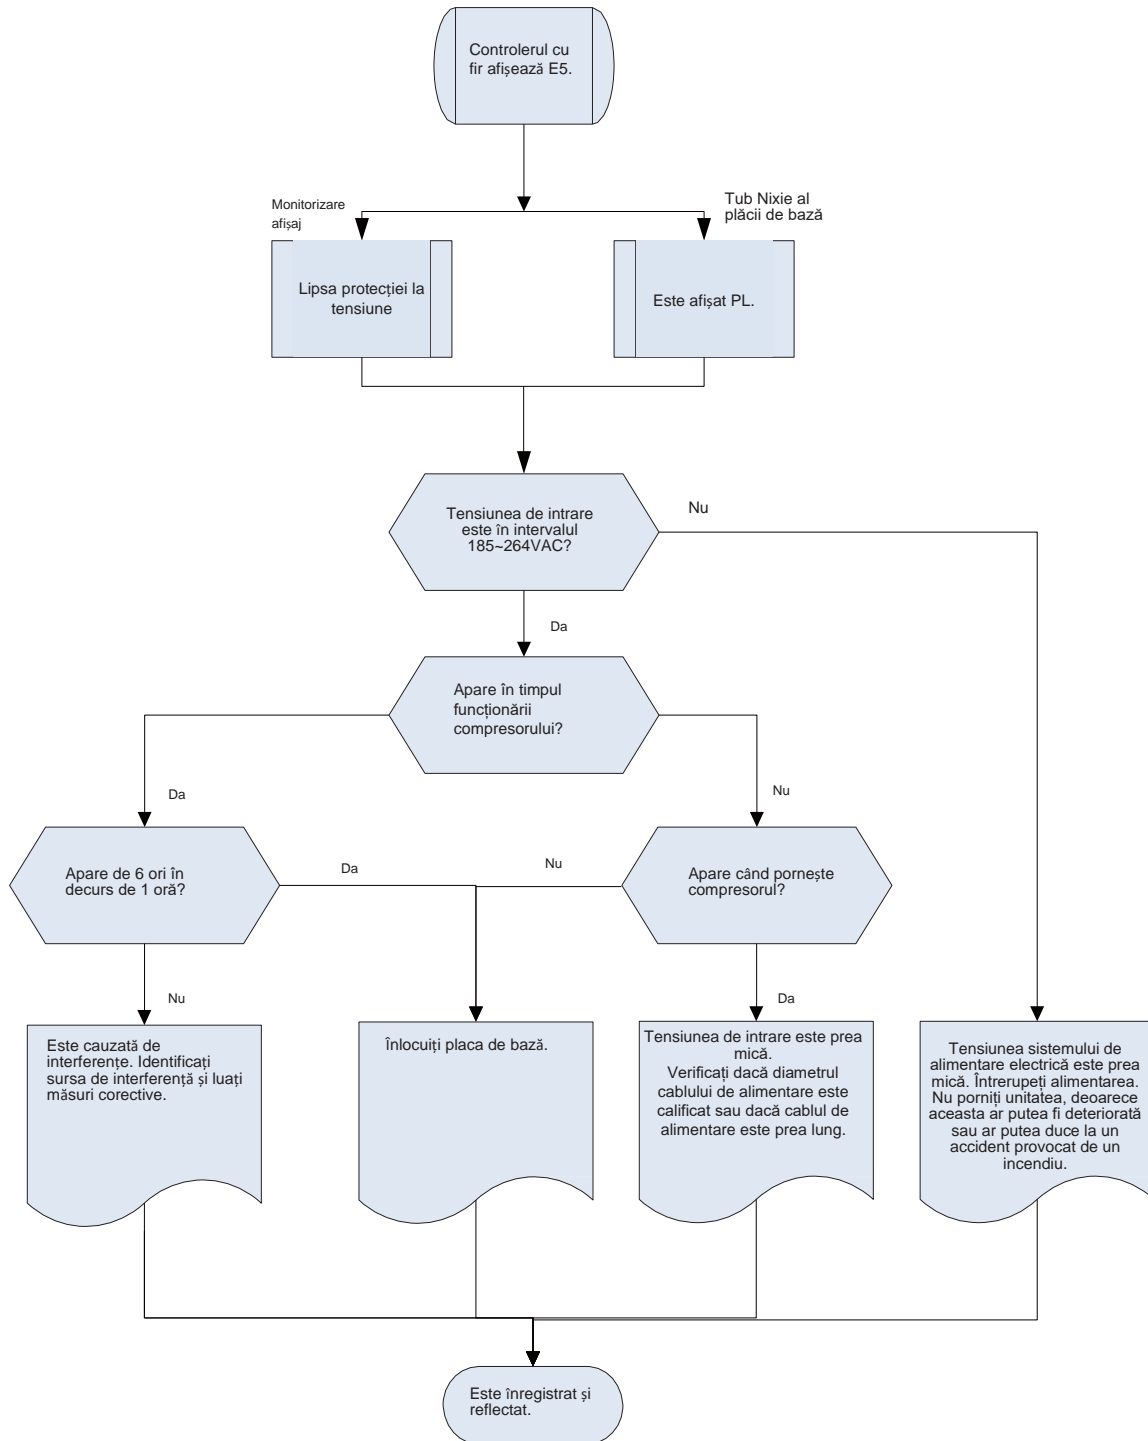 Controlerul cu
fir afișează E5.
Monitorizare
afișaj
Tub Nixie al
plăcii de bază
Lipsa protecției la
tensiune
Este afișat PL.
Tensiunea de intrare
este în intervalul
185~264VAC?
Nu
Da
Apare în timpul
funcționării
compresorului?
Da
Nu
Apare de 6 ori în
decurs de 1 oră?
Da
Nu
Apare când pornește
compresorul?
Nu
Da
Este cauzată de
interferențe. Identificați
sursa de interferență și luați
măsuri corective.
Înlocuiți placa de bază.
Tensiunea de intrare este prea
mică.
Verificați dacă diametrul
cablului de alimentare este
calificat sau dacă cablul de
alimentare este prea lung.
Tensiunea sistemului de
alimentare electrică este prea
mică. Întrerupeți alimentarea.
Nu porniți unitatea, deoarece
aceasta ar putea fi deteriorată
sau ar putea duce la un
accident provocat de un
incendiu.
Este înregistrat și
reflectat.